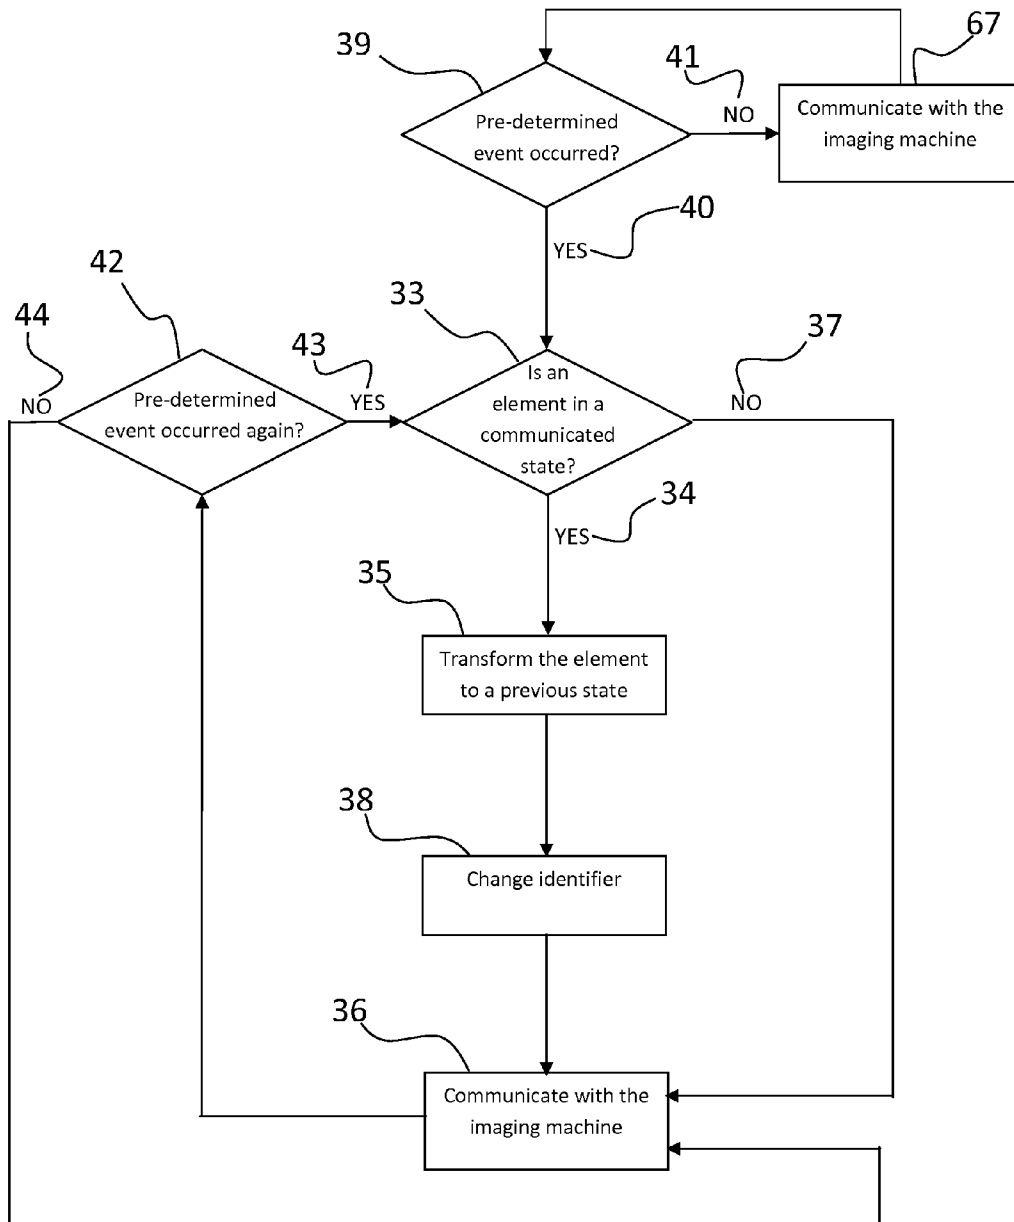 39
41
67
Pre-determined
event occurred?
NO
Communicate with the
imaging machine
40
YES
42
33
37
44
43
NO
Pre-determined
event occurred again?
YES
Is an
element in a
communicated
state?
NO
34
YES
35
Transform the element
to a previous state
38
Change identifier
36
Communicate with the
imaging machine